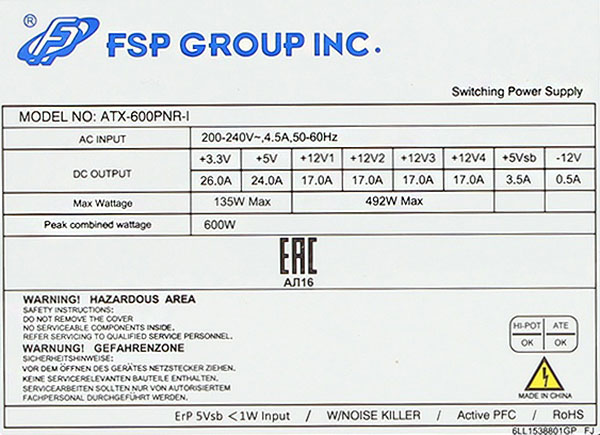 ®
FSP FSP GROUP INC.
Switching Power Supply
MODEL NO: ATX-600PNR-I
AC INPUT 200-240V~,4.5A,50-60Hz
DC OUTPUT +3.3V +5V +12V1 +12V2 +12V3 +12V4 +5Vsb -12V
26.0A 24.0A 17.0A 17.0A 17.0A 17.0A 3.5A 0.5A
Max Wattage 135W Max 492W Max
Peak combined wattage 600W
EAC
АЛ16
WARNING! HAZARDOUS AREA
SAFETY INSTRUCTIONS:
DO NOT REMOVE THE COVER
NO SERVICEABLE COMPONENTS INSIDE.
REFER SERVICING TO QUALIFIED SERVICE PERSONNEL.
WARNUNG! GEFAHRENZONE
SICHERHEITSHINWEISE:
VOR DEM ÖFFNEN DES GERÄTES NETZSTECKER ZIEHEN.
KEINE SERVICERELEVANTEN BAUTEILE ENTHALTEN.
SERVICEARBEITEN SOLLTEN NUR VON AUTORISIERTEM
FACHPERSONAL DURCHGEFÜHRT WERDEN.
HI-POT ATE
OK OK
MADE IN CHINA
ErP 5Vsb <1W Input / W/NOISE KILLER / Active PFC / RoHS
6LL1538801GP FJ